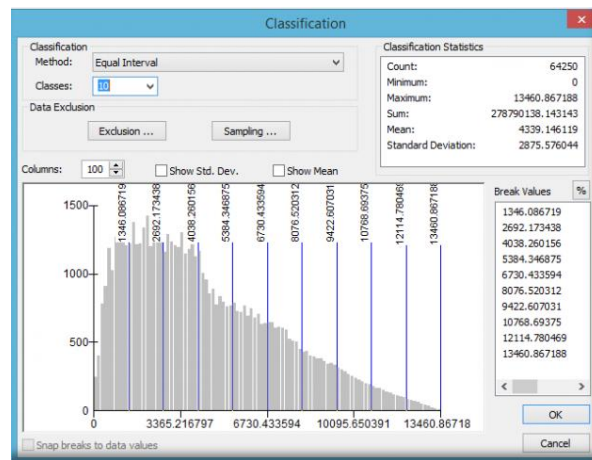 Classification
Classification
Method: Equal Interval
Classes: 10
Data Exclusion
Exclusion ...
Sampling ...
Classification Statistics
Count: 64250
Minimum: 0
Maximum: 13460.867188
Sum: 278790138.143143
Mean: 4339.146119
Standard Deviation: 2875.576044
Columns: 100
Show Std. Dev.
Show Mean
1346.086719
2692.173438
4038.260156
5384.346875
6730.433594
8076.520312
9422.607031
10768.69375
12114.780469
13460.867188
1500
1000
500
0
0 3365.216797 6730.433594 10095.650391 13460.86718
Break Values %
1346.086719
2692.173438
4038.260156
5384.346875
6730.433594
8076.520312
9422.607031
10768.69375
12114.780469
13460.867188
Snap breaks to data values
OK
Cancel